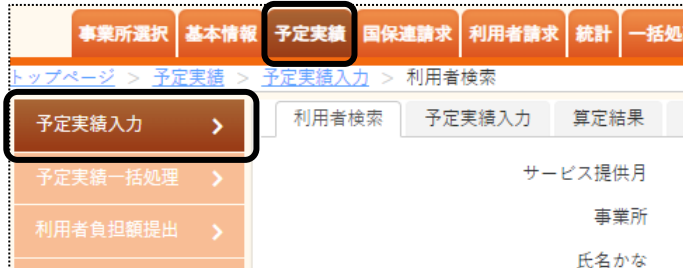 事業所選択 基本情報 予定実績 国保連請求 利用者請求 統計 一括処
トップページ > 予定実績 > 予定実績入力 > 利用者検索
予定実績入力
利用者検索 予定実績入力 算定結果
サービス提供月
予定実績一括処理
事業所
利用者負担額提出
氏名かな